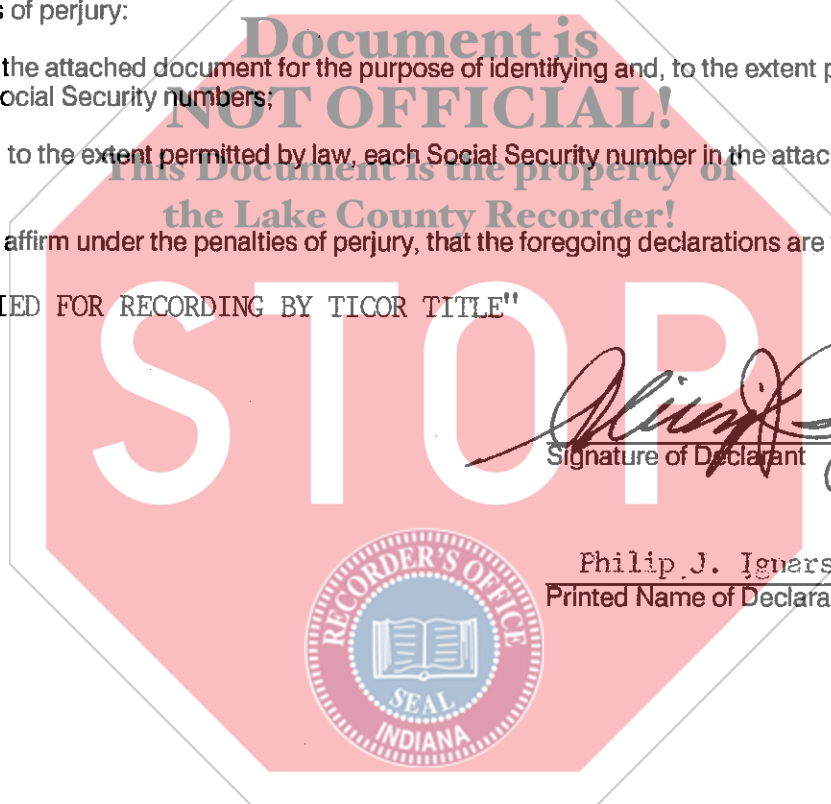 s of perjury:
Document is
the attached document for the purpose of identifying and, to the extent p
ocial Security numbers;
NOT OFFICIAL!
to the extent permitted by law, each Social Security number in the attac
This Document is the property of
the Lake County Recorder!
affirm under the penalties of perjury, that the foregoing declarations are
IED FOR RECORDING BY TICOR TITLE"
STOP
Signature of Declarant
Philip J. Ignars
Printed Name of Declara
RECORDER'S OFFICE
SEAL
INDIANA